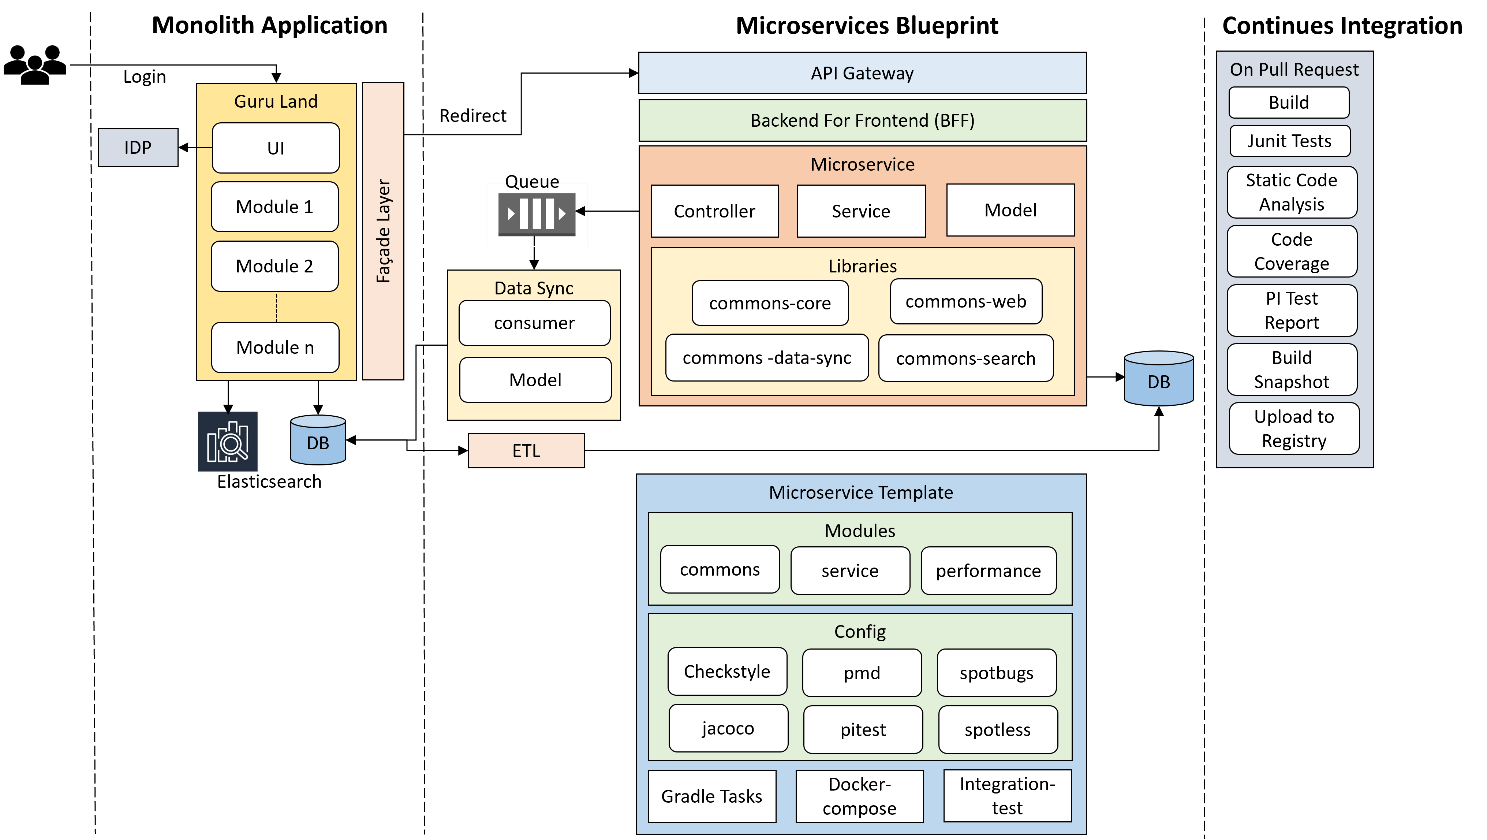 Monolith Application
Microservices Blueprint
Continues Integration
Login
Guru Land
UI
Module 1
Module 2
Module n
IDP
Façade Layer
Redirect
Elasticsearch
DB
Queue
Data Sync
consumer
Model
ETL
API Gateway
Backend For Frontend (BFF)
Microservice
Controller
Service
Model
Libraries
commons-core
commons-web
commons -data-sync
commons-search
DB
Microservice Template
Modules
commons
service
performance
Config
Checkstyle
pmd
spotbugs
jacoco
pitest
spotless
Gradle Tasks
Docker-
compose
Integration-
test
On Pull Request
Build
Junit Tests
Static Code
Analysis
Code
Coverage
PI Test
Report
Build
Snapshot
Upload to
Registry